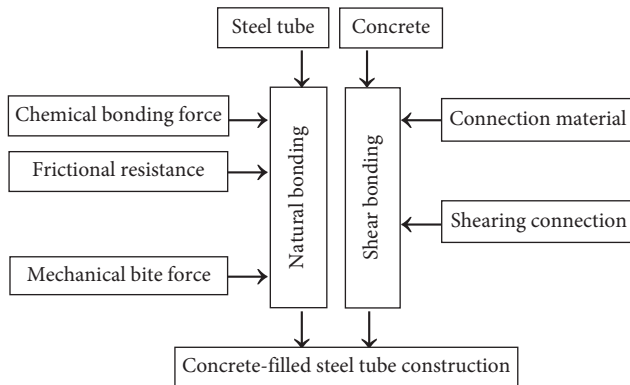 Steel tube
Concrete
Chemical bonding force
Frictional resistance
Mechanical bite force
Natural bonding
Shear bonding
Connection material
Shearing connection
Concrete-filled steel tube construction